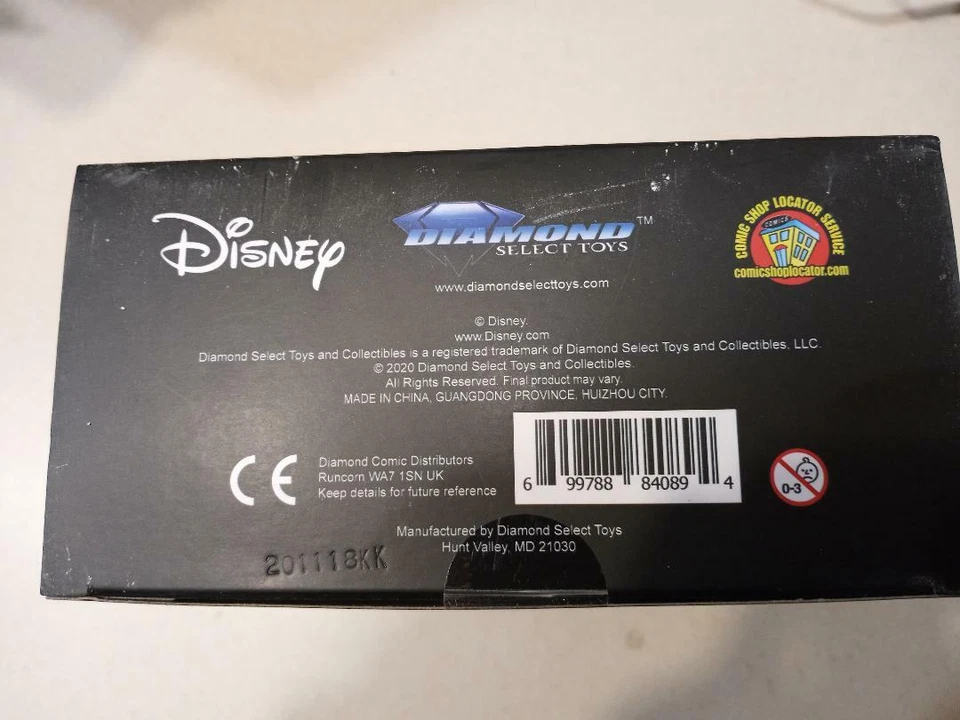 Disney
DIAMOND™
SELECT TOYS
COMIC SHOP LOCATOR SERVICE
COMICS
comicshoplocator.com
www.diamondselecttoys.com
© Disney.
www.Disney.com
Diamond Select Toys and Collectibles is a registered trademark of Diamond Select Toys and Collectibles, LLC.
© 2020 Diamond Select Toys and Collectibles.
All Rights Reserved. Final product may vary.
MADE IN CHINA, GUANGDONG PROVINCE, HUIZHOU CITY.
CE
Diamond Comic Distributors
Runcorn WA7 1SN UK
Keep details for future reference
6 99788 84089 4
0-3
Manufactured by Diamond Select Toys
Hunt Valley, MD 21030
201118KK